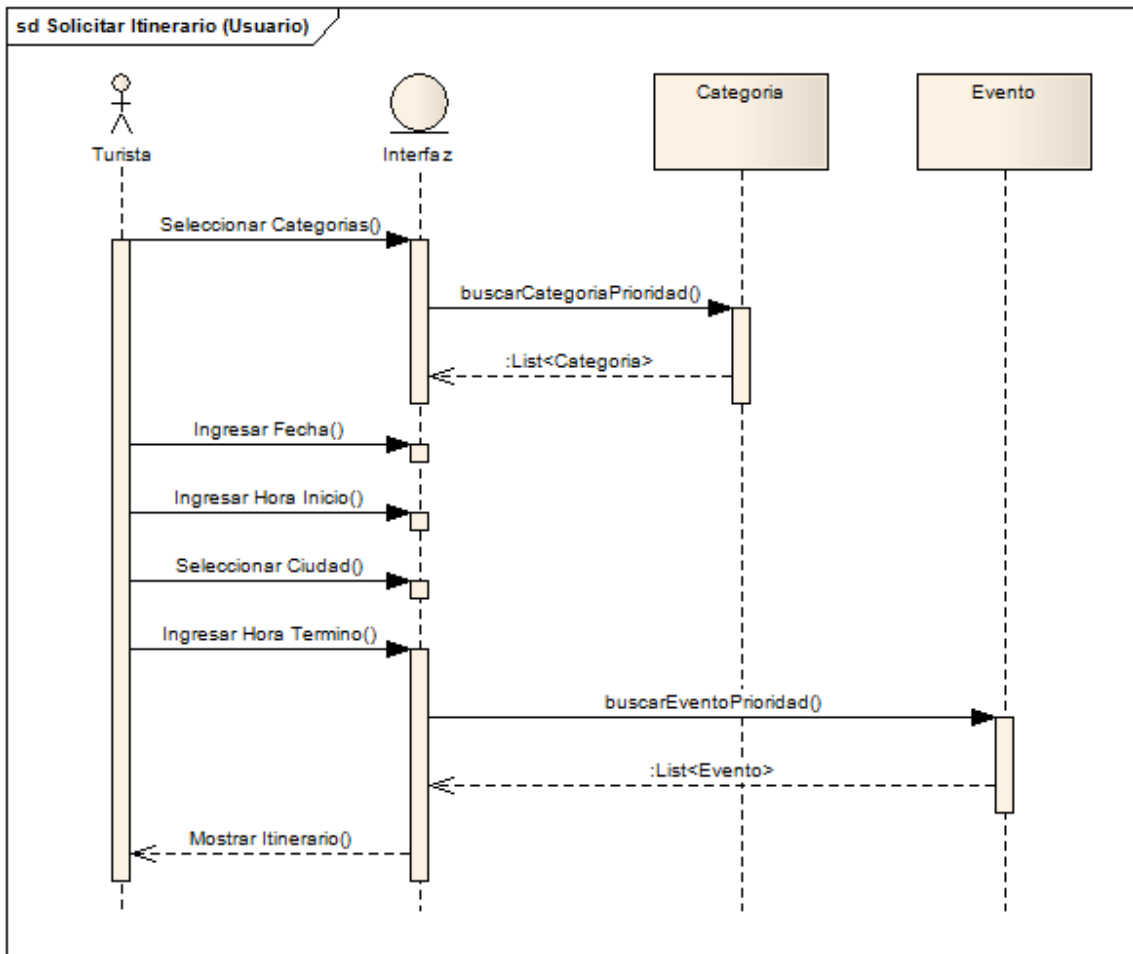 sd Solicitar Itinerario (Usuario)
Categoria
Evento
Turista
Interfaz
Seleccionar Categorias()
buscarCategoriaPrioridad()
:List<Categoria>
Ingresar Fecha()
Ingresar Hora Inicio()
Seleccionar Ciudad()
Ingresar Hora Termino()
buscarEventoPrioridad()
:List<Evento>
Mostrar Itinerario()